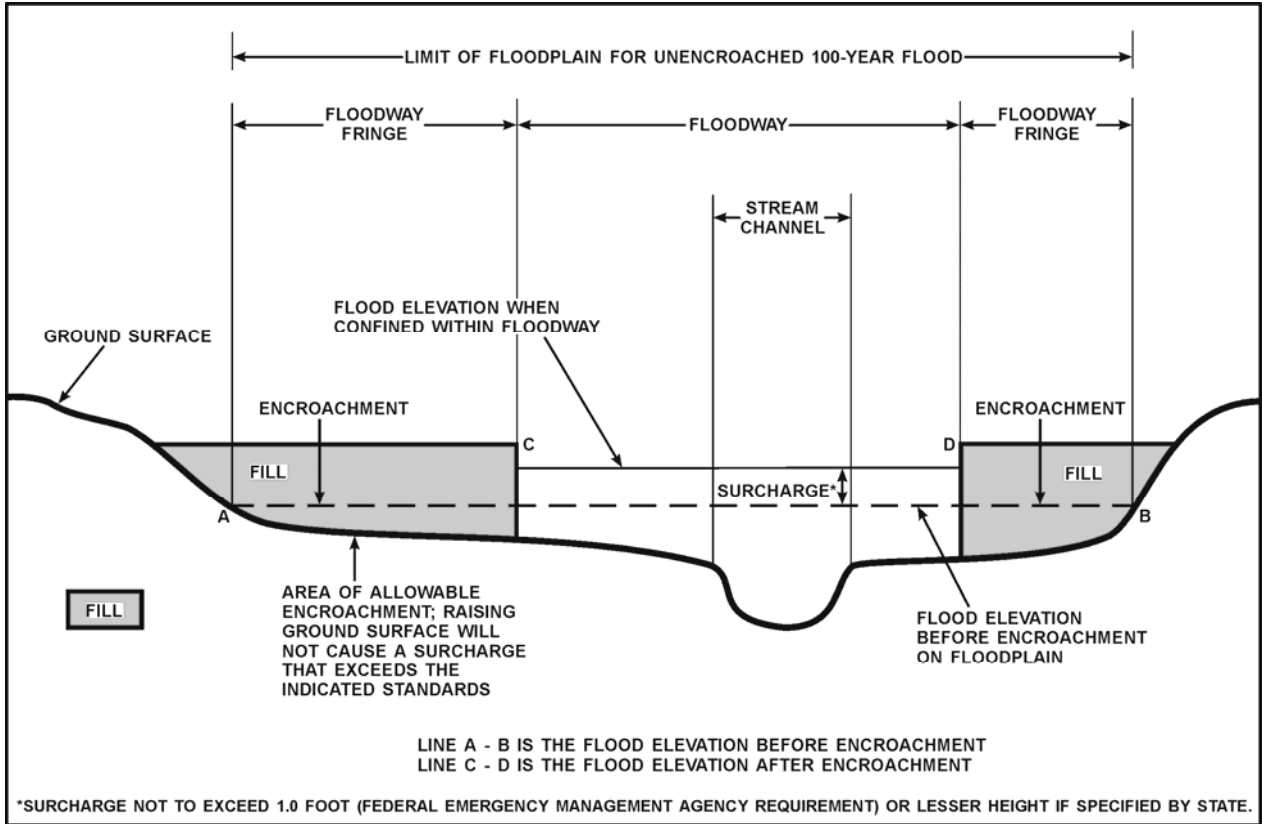 LIMIT OF FLOODPLAIN FOR UNENCROACHED 100-YEAR FLOOD
FLOODWAY
FRINGE
FLOODWAY
FLOODWAY
FRINGE
STREAM
CHANNEL
FLOOD ELEVATION WHEN
CONFINED WITHIN FLOODWAY
GROUND SURFACE
ENCROACHMENT
ENCROACHMENT
C
D
FILL
FILL
SURCHARGE*
A
B
AREA OF ALLOWABLE
ENCROACHMENT; RAISING
GROUND SURFACE WILL
NOT CAUSE A SURCHARGE
THAT EXCEEDS THE
INDICATED STANDARDS
FILL
FLOOD ELEVATION
BEFORE ENCROACHMENT
ON FLOODPLAIN
LINE A - B IS THE FLOOD ELEVATION BEFORE ENCROACHMENT
LINE C - D IS THE FLOOD ELEVATION AFTER ENCROACHMENT
*SURCHARGE NOT TO EXCEED 1.0 FOOT (FEDERAL EMERGENCY MANAGEMENT AGENCY REQUIREMENT) OR LESSER HEIGHT IF SPECIFIED BY STATE.